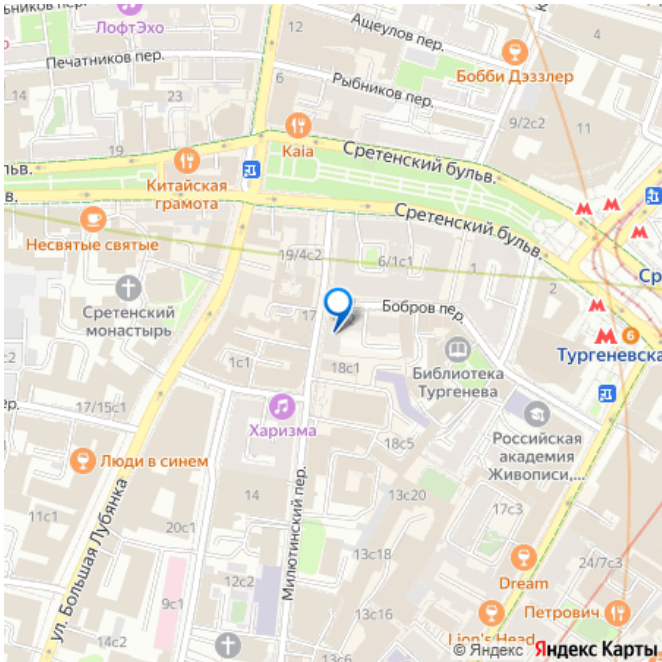 ьников пер.
ЛофтЭхо
Ащеулов пер.
4
Печатников пер.
Бобби Дэззлер
12
6
14
23
Рыбников пер.
9/2с2
11
19
Kaia
Сретенский бульв.
Китайская
грамота
Сретенский бульв.
Несвятые святые
19/4с2
6/1с1
1
Ср
2
Сретенский
монастырь
17
Бобров пер.
6
Тургеневска
1с1
18с1
Библиотека
Тургенева
17/15с1
Харизма
Российская
академия
Живописи,...
18с5
Люди в синем
14
13с20
17с3
11с1
20с1
13с18
24/7с3
ул. Большая Лубянка
Милютинский пер.
12с2
Dream
9с1
13с16
Петрович
14с2
Lion's Head
© Яндекс Яндекс Карты